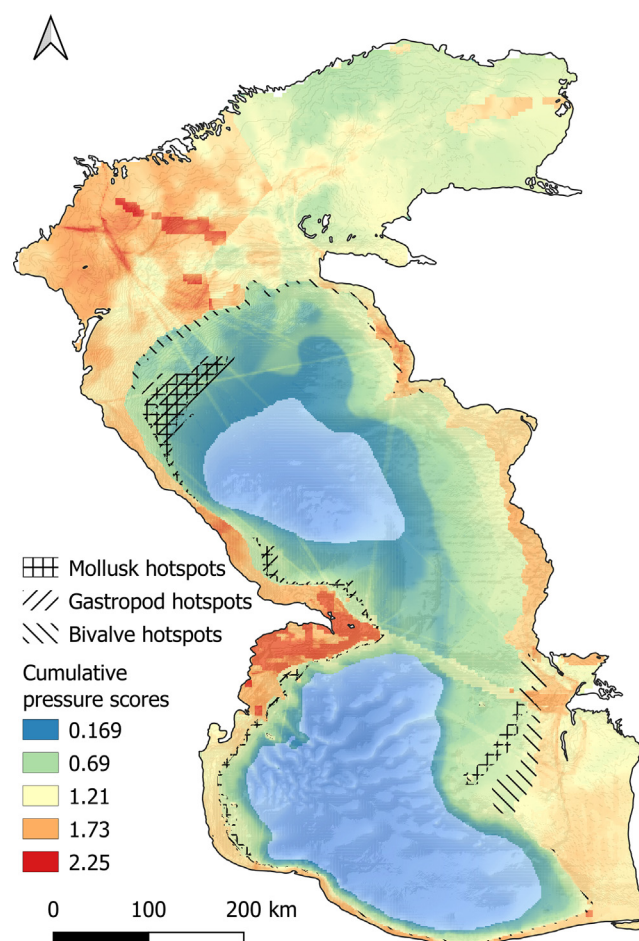 Mollusk hotspots
Gastropod hotspots
Bivalve hotspots
Cumulative
pressure scores
0.169
0.69
1.21
1.73
2.25
0 100 200 km